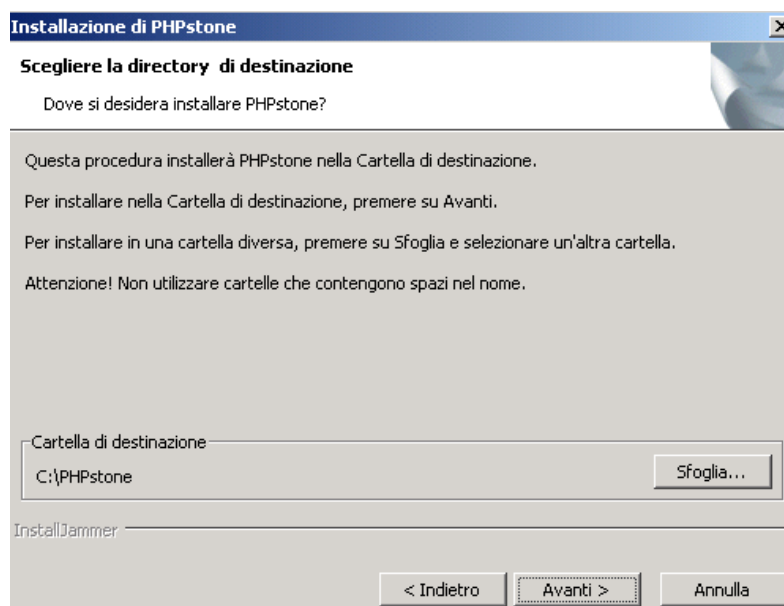 Installazione di PHPstone
Scegliere la directory di destinazione
Dove si desidera installare PHPstone?
Questa procedura installerà PHPstone nella Cartella di destinazione.
Per installare nella Cartella di destinazione, premere su Avanti.
Per installare in una cartella diversa, premere su Sfoglia e selezionare un'altra cartella.
Attenzione! Non utilizzare cartelle che contengono spazi nel nome.
Cartella di destinazione
C:\PHPstone
Sfoglia...
InstallJammer
< Indietro
Avanti >
Annulla